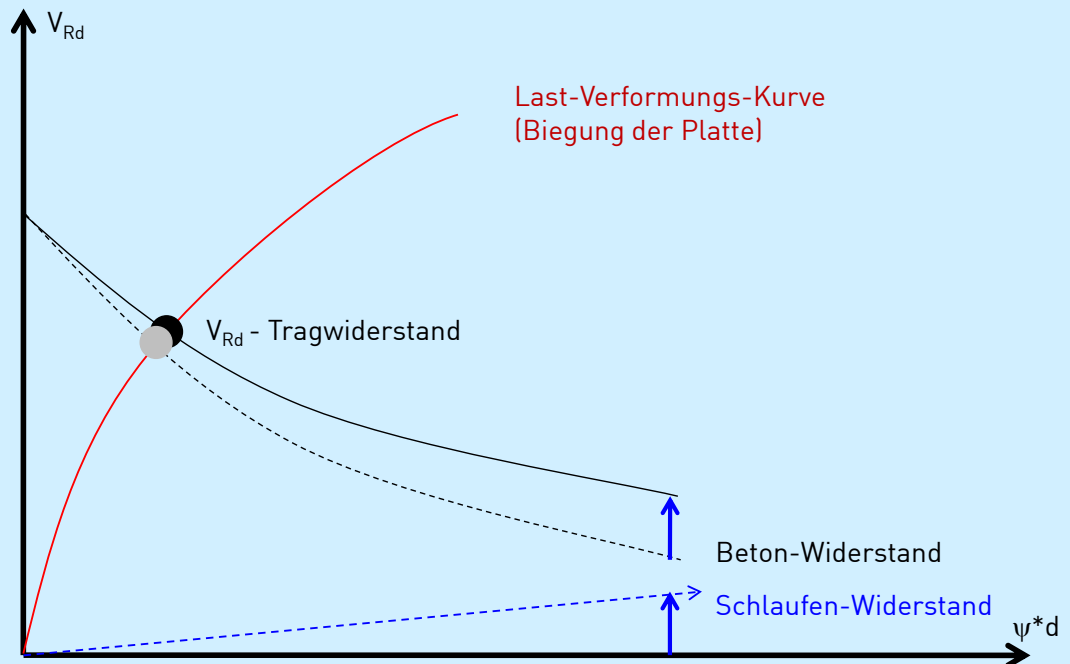 V_Rd
Last-Verformungs-Kurve
(Biegung der Platte)
V_Rd - Tragwiderstand
Beton-Widerstand
Schlaufen-Widerstand
ψ*d